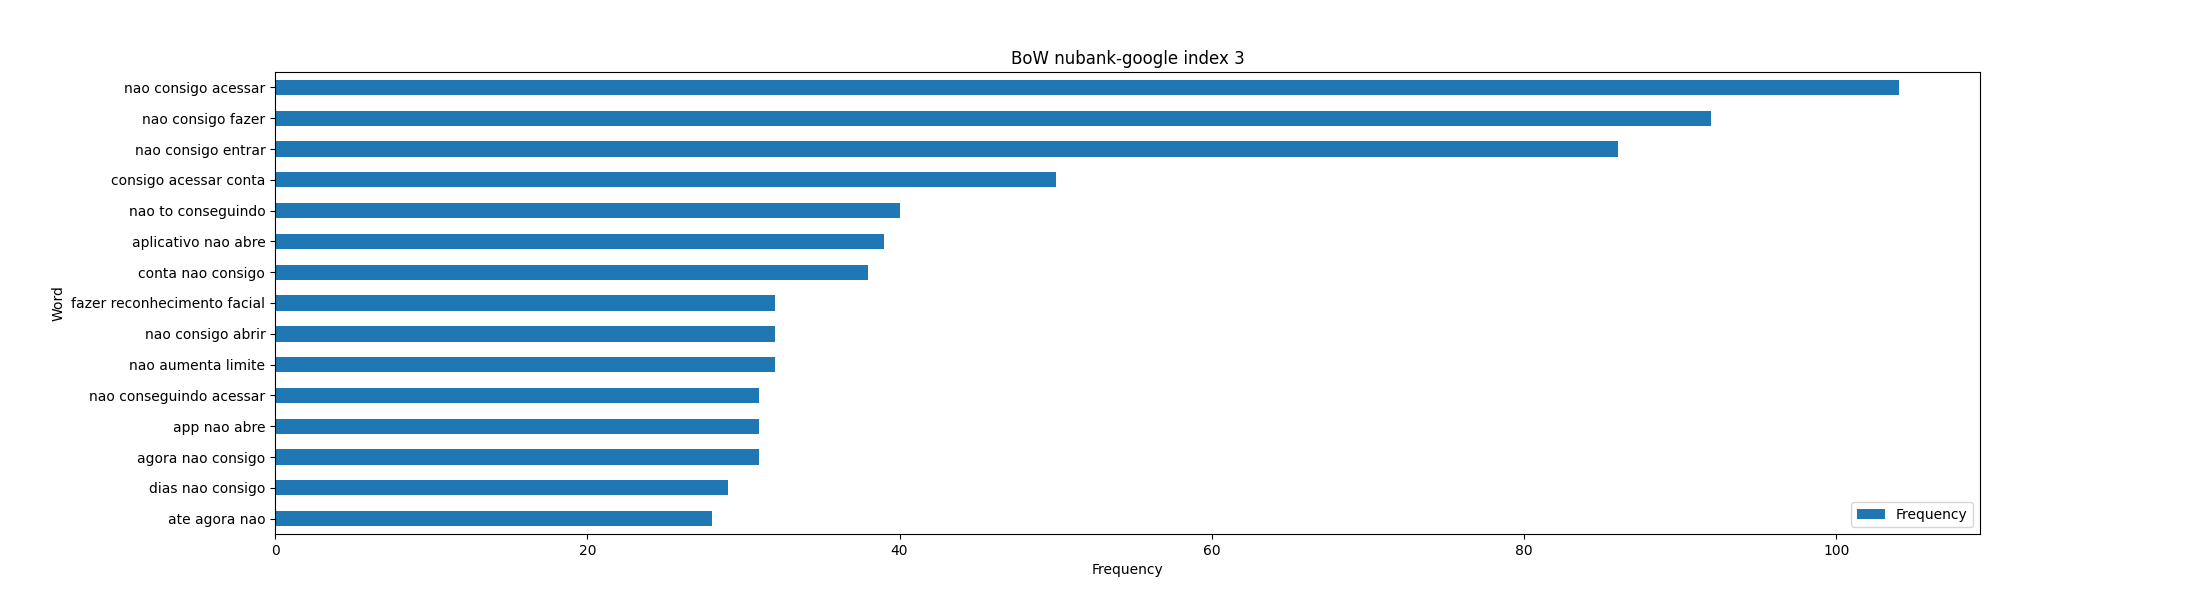 BoW nubank-google index 3
nao consigo acessar
nao consigo fazer
nao consigo entrar
consigo acessar conta
nao to conseguindo
aplicativo nao abre
conta nao consigo
fazer reconhecimento facial
nao consigo abrir
nao aumenta limite
nao conseguindo acessar
app nao abre
agora nao consigo
dias nao consigo
ate agora nao
Word
Frequency
0 20 40 60 80 100
Frequency